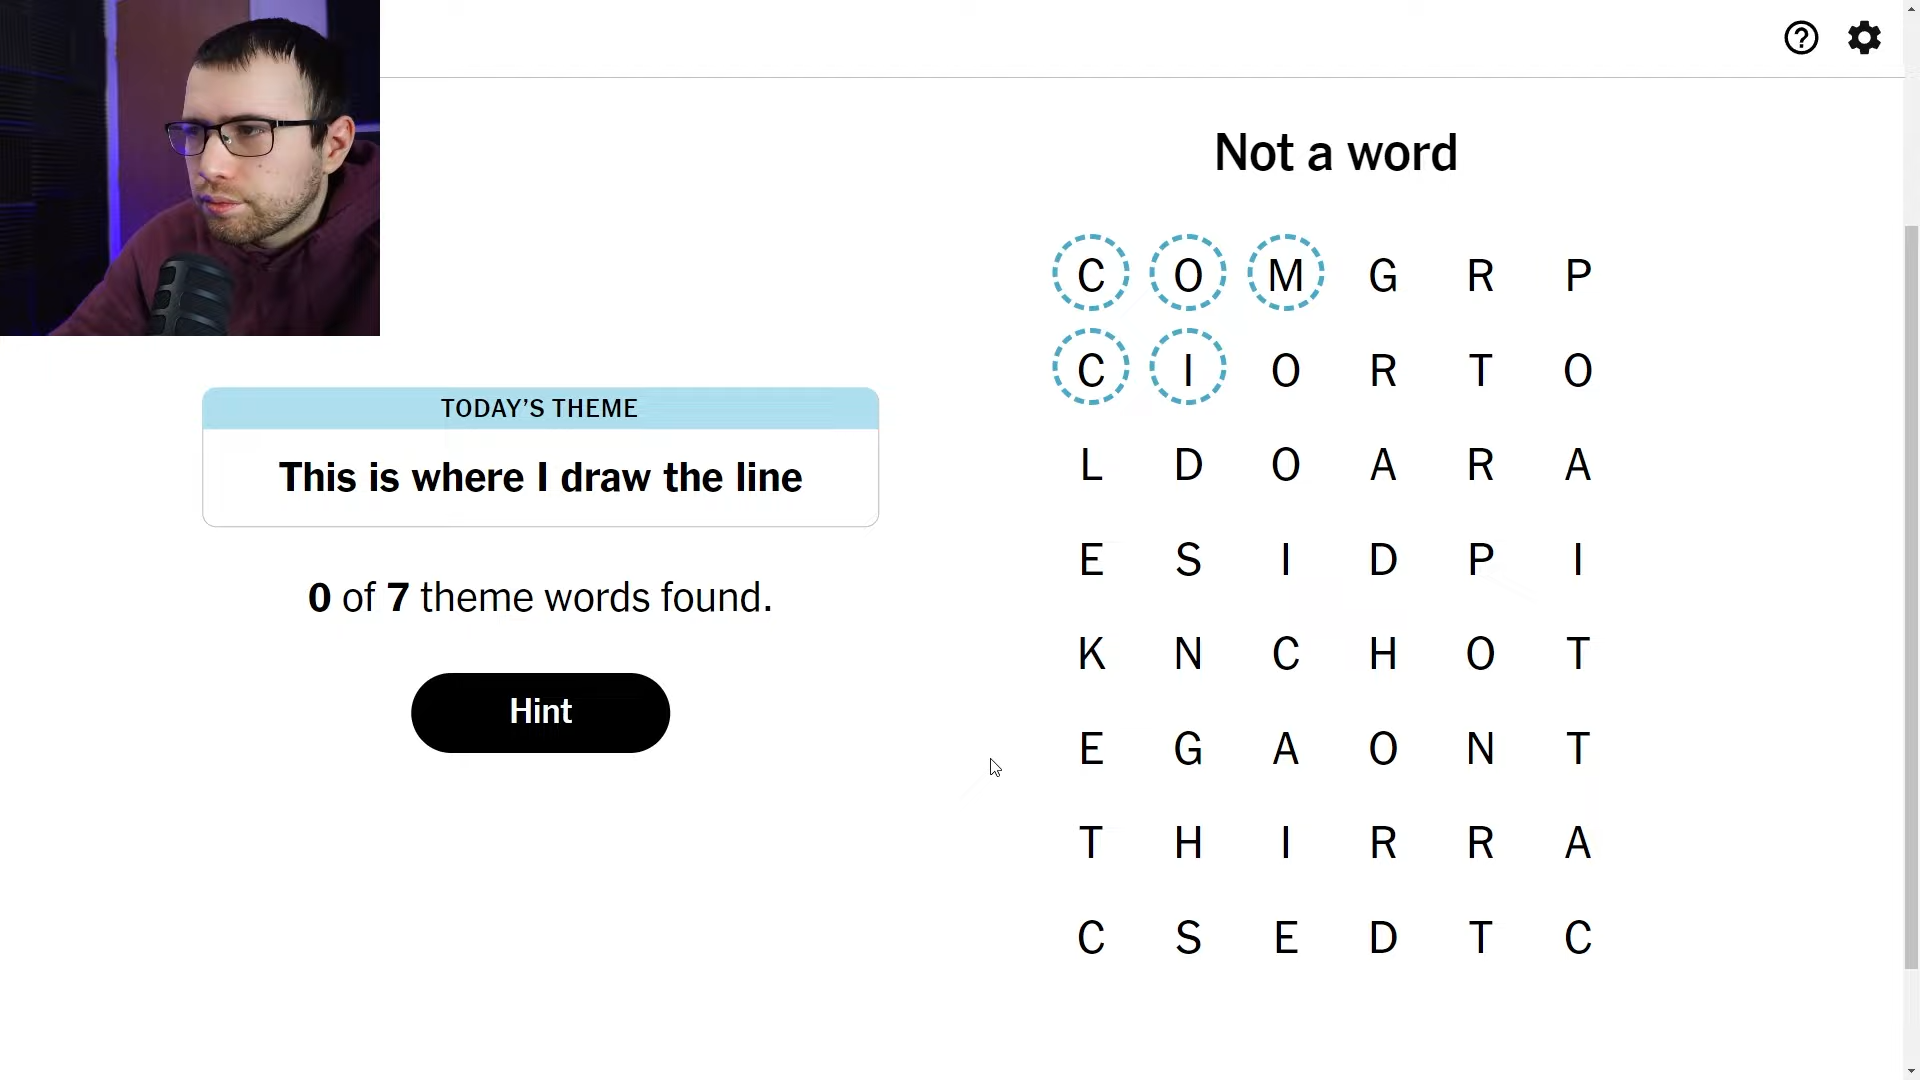 Not a word
TODAY'S THEME
This is where I draw the line
0 of 7 theme words found.
Hint
C O M G R P
C I O R T O
L D O A R A
E S I D P I
K N C H O T
E G A O N T
T H I R R A
C S E D T C